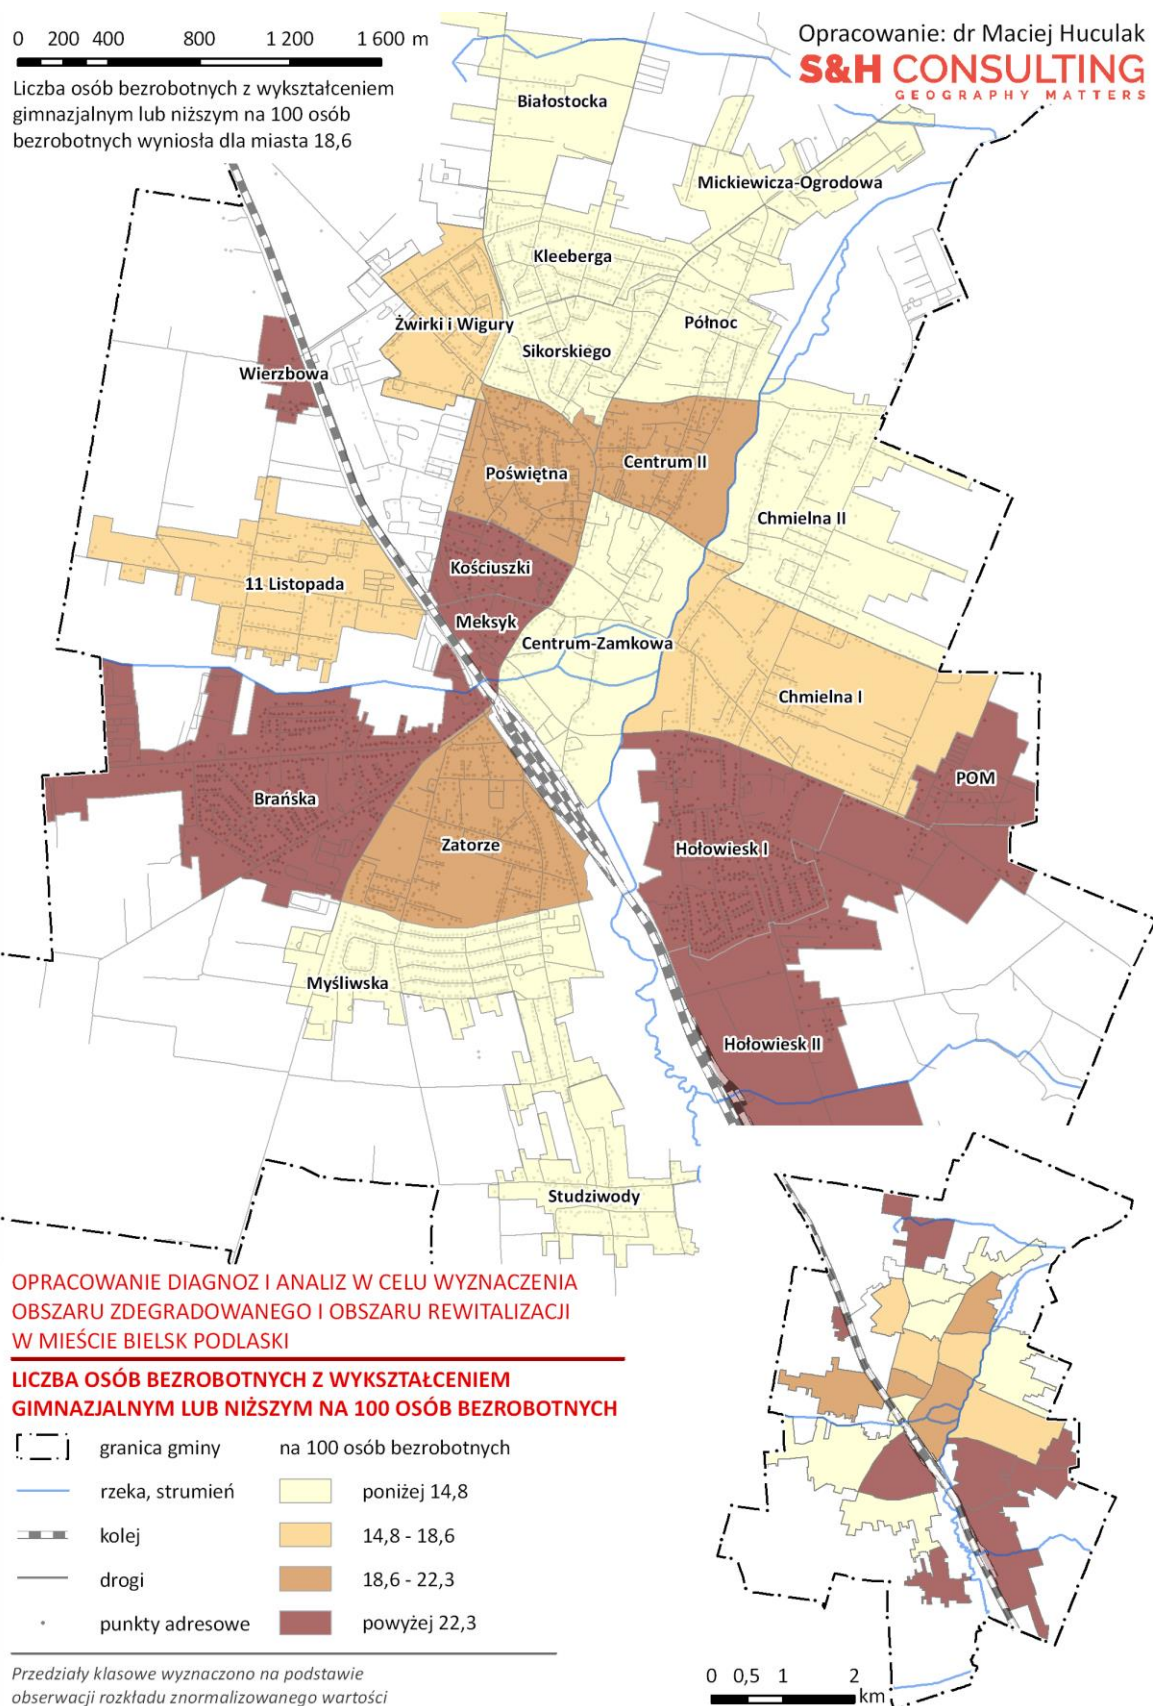 0 200 400 800 1 200 1 600 m
Liczba osób bezrobotnych z wykształceniem
gimnazjalnym lub niższym na 100 osób
bezrobotnych wyniosła dla miasta 18,6
Opracowanie: dr Maciej Huculak
S&H CONSULTING
GEOGRAPHY MATTERS
Białostocka
Mickiewicza-Ogrodowa
Kleeberga
Żwirki i Wigury
Północ
Sikorskiego
Wierzbowa
Poświętna
Centrum II
Chmielna II
Kościuszki
11 Listopada
Meksyk
Centrum-Zamkowa
Chmielna I
POM
Brańska
Zatorze
Hołowiesk I
Myśliwska
Hołowiesk II
Studziwody
OPRACOWANIE DIAGNOZ I ANALIZ W CELU WYZNACZENIA
OBSZARU ZDEGRADOWANEGO I OBSZARU REWITALIZACJI
W MIEŚCIE BIELSK PODLASKI
LICZBA OSÓB BEZROBOTNYCH Z WYKSZTAŁCENIEM
GIMNAZJALNYM LUB NIŻSZYM NA 100 OSÓB BEZROBOTNYCH
granica gminy na 100 osób bezrobotnych
rzeka, strumień poniżej 14,8
kolej 14,8 - 18,6
drogi 18,6 - 22,3
punkty adresowe powyżej 22,3
Przedziały klasowe wyznaczono na podstawie
obserwacji rozkładu znormalizowanego wartości
0 0,5 1 2
km